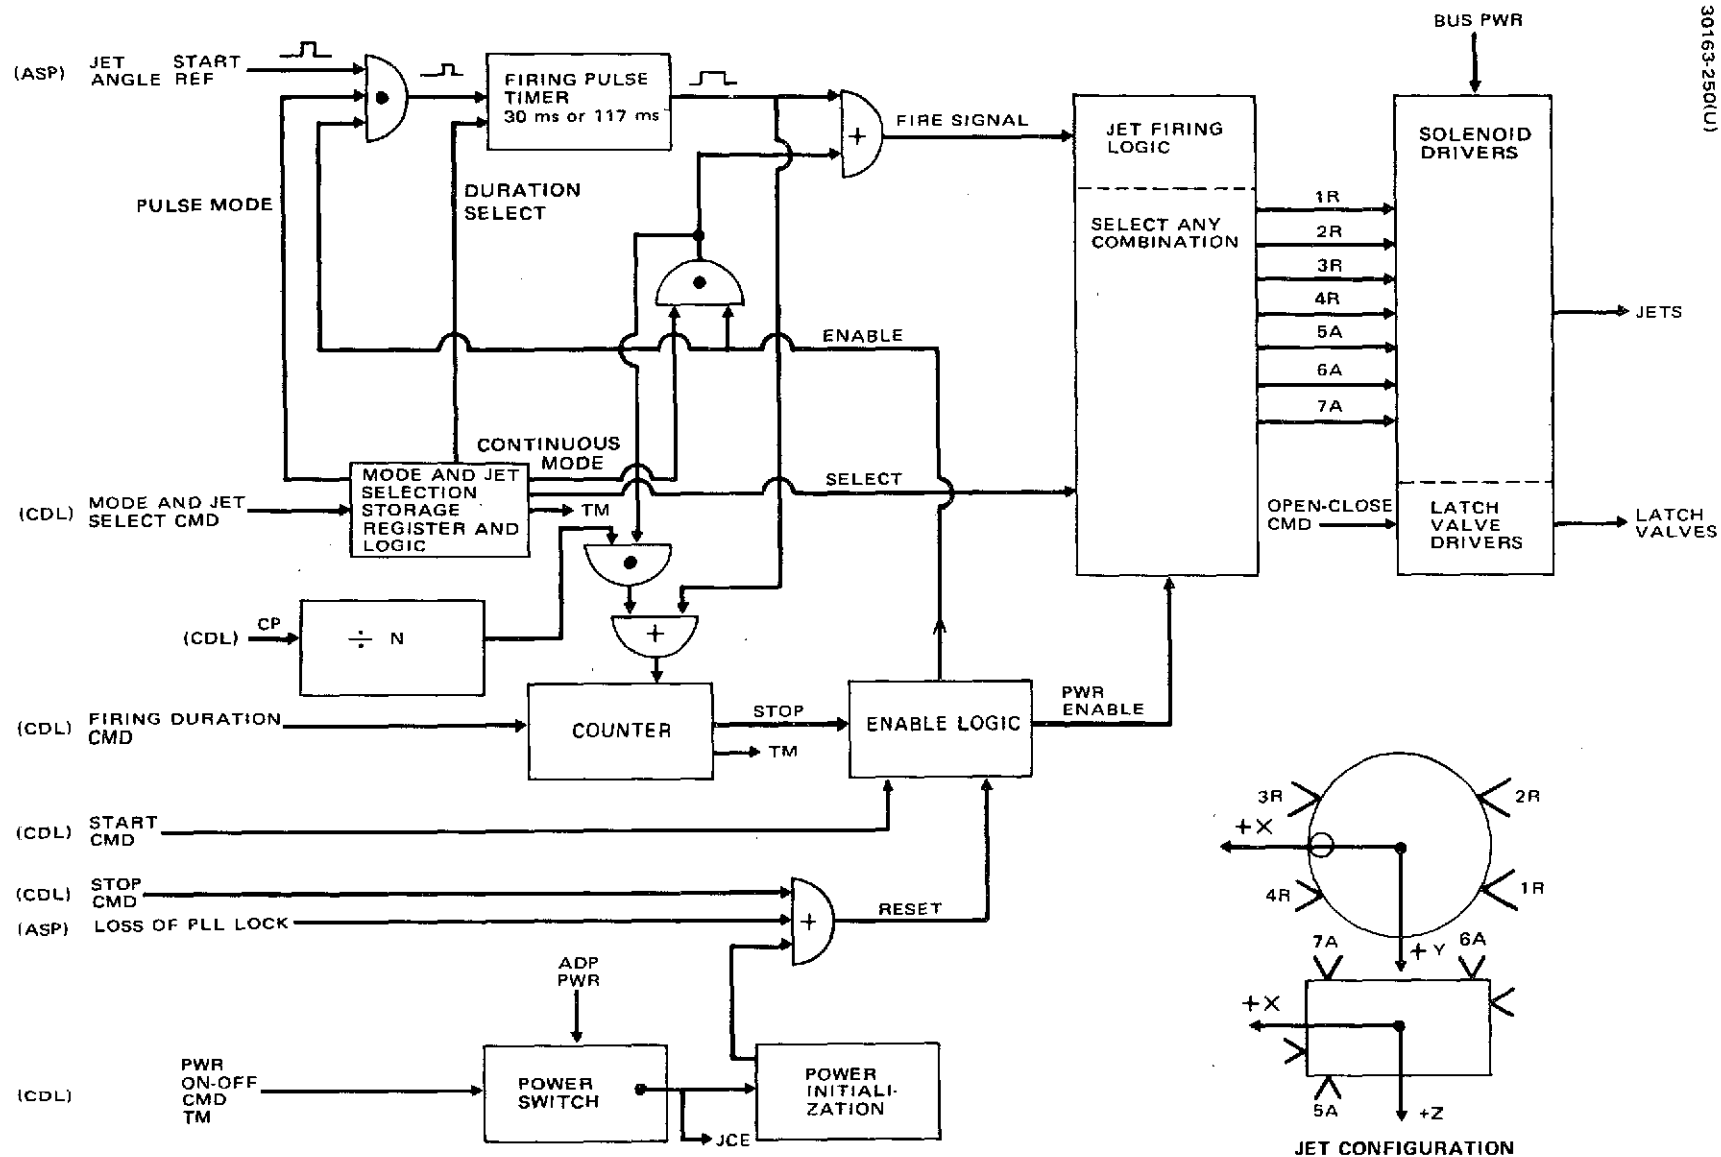 30163-250(U)
BUS PWR
(ASP) JET ANGLE START REF
FIRING PULSE
TIMER
30 ms or 117 ms
FIRE SIGNAL
JET FIRING
LOGIC
SOLENOID
DRIVERS
PULSE MODE
DURATION
SELECT
SELECT ANY
COMBINATION
1R
2R
3R
4R
5A
6A
7A
JETS
ENABLE
CONTINUOUS
MODE
MODE AND JET
SELECTION
STORAGE
REGISTER AND
LOGIC
(CDL) MODE AND JET
SELECT CMD
TM
SELECT
OPEN-CLOSE
CMD
LATCH
VALVE
DRIVERS
LATCH
VALVES
(CDL) CP
÷ N
+
+
(CDL) FIRING DURATION
CMD
COUNTER
STOP
TM
ENABLE LOGIC
PWR
ENABLE
(CDL) START
CMD
(CDL) STOP
CMD
(ASP) LOSS OF PLL LOCK
+
RESET
ADP
PWR
(CDL) PWR
ON-OFF
CMD
TM
POWER
SWITCH
JCE
POWER
INITIALI-
ZATION
3R
2R
+X
4R
1R
+Y
7A
6A
+X
5A
+Z
JET CONFIGURATION